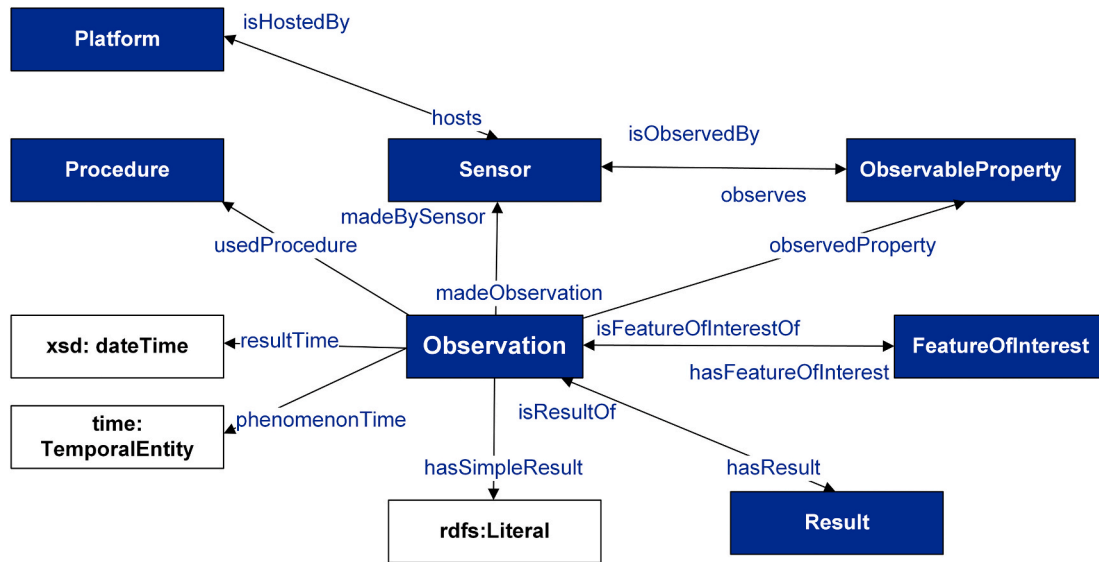 isHostedBy
Platform
hosts
isObservedBy
Procedure
Sensor
ObservableProperty
observes
madeBySensor
usedProcedure
observedProperty
madeObservation
isFeatureOfInterestOf
xsd: dateTime
resultTime
Observation
FeatureOfInterest
hasFeatureOfInterest
isResultOf
time:
TemporalEntity
phenomenonTime
hasSimpleResult
hasResult
rdfs:Literal
Result